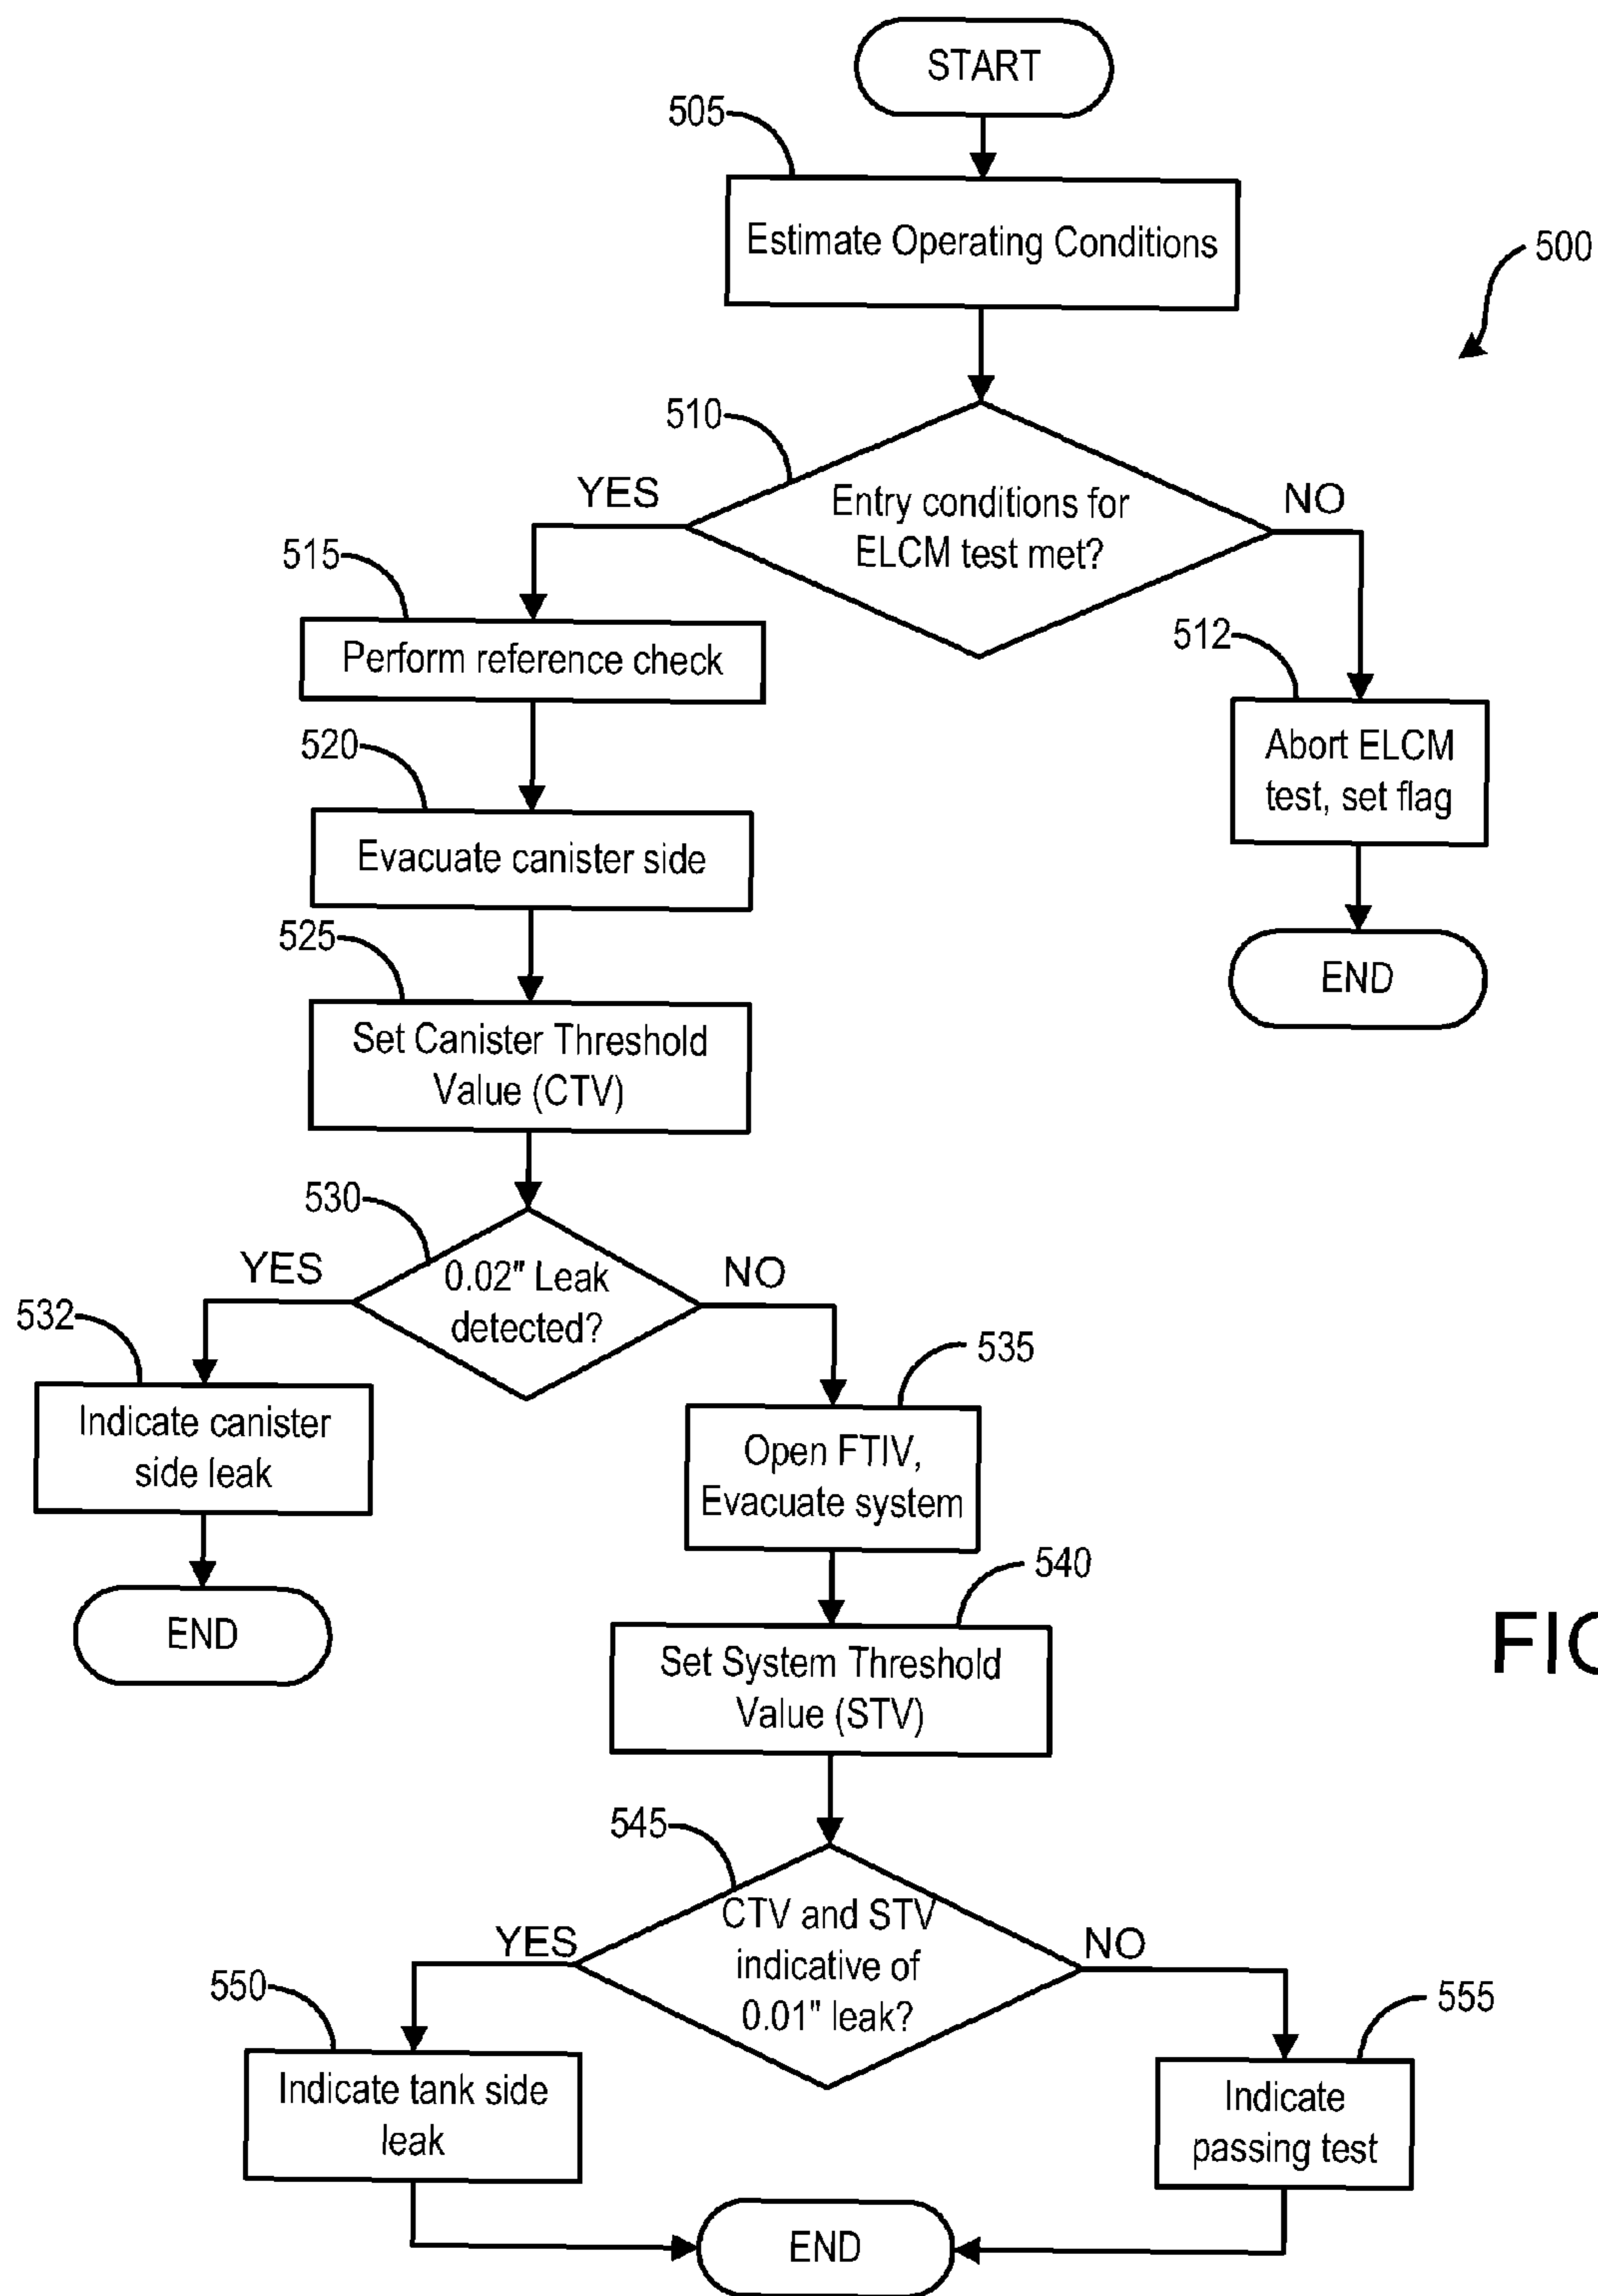 START
505
Estimate Operating Conditions
500
510
YES
Entry conditions for
ELCM test met?
NO
515
Perform reference check
512
Abort ELCM
test, set flag
END
520
Evacuate canister side
525
Set Canister Threshold
Value (CTV)
530
YES
0.02" Leak
detected?
NO
532
Indicate canister
side leak
END
535
Open FTIV,
Evacuate system
540
Set System Threshold
Value (STV)
FIG
545
YES
CTV and STV
indicative of
0.01" leak?
NO
550
Indicate tank side
leak
555
Indicate
passing test
END